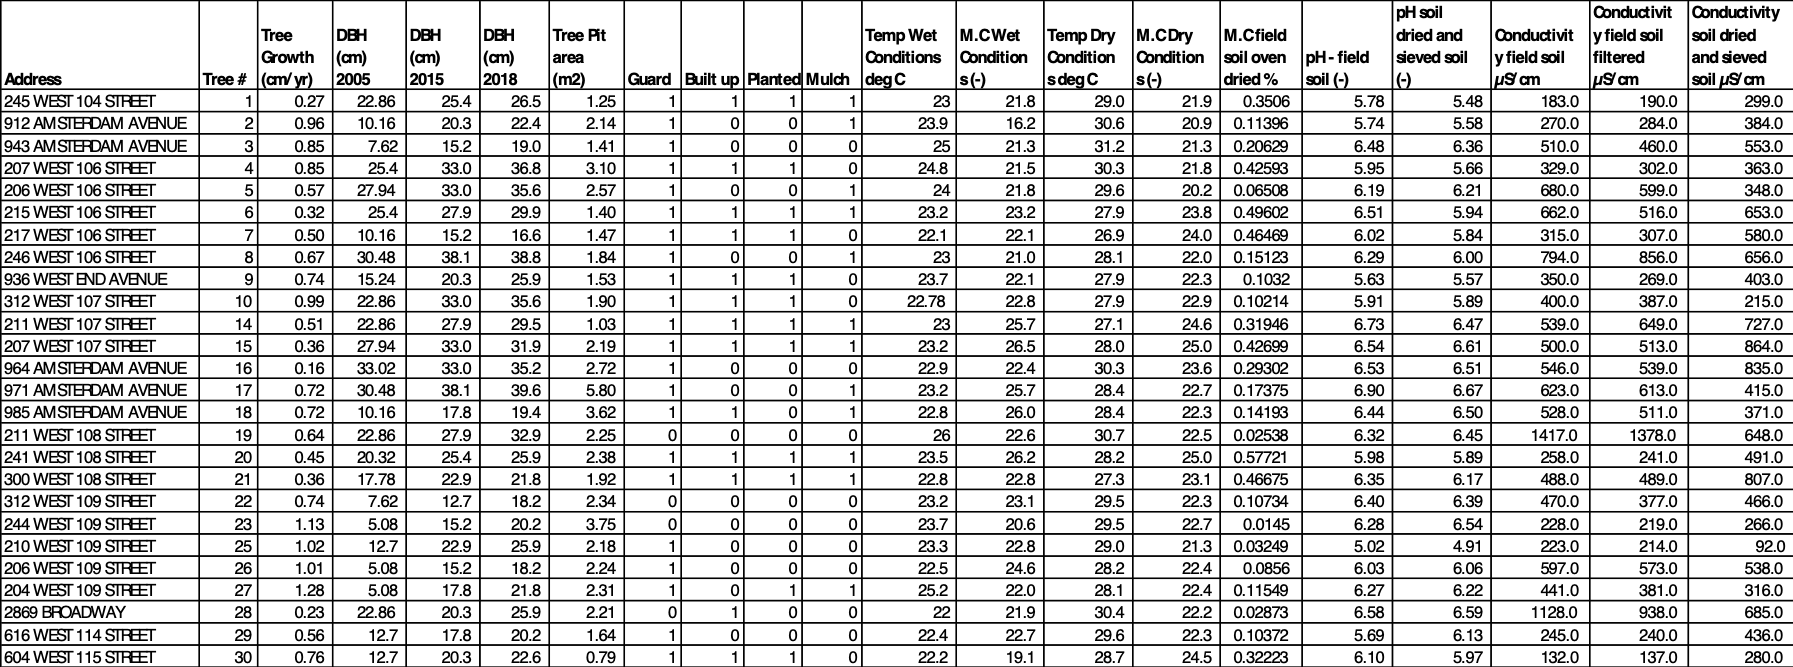 Address Tree # Tree Growth (cm/yr) DBH (cm) 2005 DBH (cm) 2015 DBH (cm) 2018 Tree Pit area (m2) Guard Built up Planted Mulch Temp Wet Conditions deg C M.C Wet Condition s (-) Temp Dry Condition s deg C M.C Dry Condition s (-) M.C field soil oven dried % pH - field soil (-) pH soil dried and sieved soil (-) Conductivit y field soil µS/cm Conductivit y field soil filtered µS/cm Conductivity soil dried and sieved soil µS/cm
245 WEST 104 STREET 1 0.27 22.86 25.4 26.5 1.25 1 1 1 1 23 21.8 29.0 21.9 0.3506 5.78 5.48 183.0 190.0 299.0
912 AMSTERDAM AVENUE 2 0.96 10.16 20.3 22.4 2.14 1 0 0 1 23.9 16.2 30.6 20.9 0.11396 5.74 5.58 270.0 284.0 384.0
943 AMSTERDAM AVENUE 3 0.85 7.62 15.2 19.0 1.41 1 0 0 0 25 21.3 31.2 21.3 0.20629 6.48 6.36 510.0 460.0 553.0
207 WEST 106 STREET 4 0.85 25.4 33.0 36.8 3.10 1 1 1 0 24.8 21.5 30.3 21.8 0.42593 5.95 5.66 329.0 302.0 363.0
206 WEST 106 STREET 5 0.57 27.94 33.0 35.6 2.57 1 0 0 1 24 21.8 29.6 20.2 0.06508 6.19 6.21 680.0 599.0 348.0
215 WEST 106 STREET 6 0.32 25.4 27.9 29.9 1.40 1 1 1 1 23.2 23.2 27.9 23.8 0.49602 6.51 5.94 662.0 516.0 653.0
217 WEST 106 STREET 7 0.50 10.16 15.2 16.6 1.47 1 1 1 0 22.1 22.1 26.9 24.0 0.46469 6.02 5.84 315.0 307.0 580.0
246 WEST 106 STREET 8 0.67 30.48 38.1 38.8 1.84 1 0 0 1 23 21.0 28.1 22.0 0.15123 6.29 6.00 794.0 856.0 656.0
936 WEST END AVENUE 9 0.74 15.24 20.3 25.9 1.53 1 1 1 0 23.7 22.1 27.9 22.3 0.1032 5.63 5.57 350.0 269.0 403.0
312 WEST 107 STREET 10 0.99 22.86 33.0 35.6 1.90 1 1 1 0 22.78 22.8 27.9 22.9 0.10214 5.91 5.89 400.0 387.0 215.0
211 WEST 107 STREET 14 0.51 22.86 27.9 29.5 1.03 1 1 1 1 23 25.7 27.1 24.6 0.31946 6.73 6.47 539.0 649.0 727.0
207 WEST 107 STREET 15 0.36 27.94 33.0 31.9 2.19 1 1 1 1 23.2 26.5 28.0 25.0 0.42699 6.54 6.61 500.0 513.0 864.0
964 AMSTERDAM AVENUE 16 0.16 33.02 33.0 35.2 2.72 1 0 0 0 22.9 22.4 30.3 23.6 0.29302 6.53 6.51 546.0 539.0 835.0
971 AMSTERDAM AVENUE 17 0.72 30.48 38.1 39.6 5.80 1 0 0 1 23.2 25.7 28.4 22.7 0.17375 6.90 6.67 623.0 613.0 415.0
985 AMSTERDAM AVENUE 18 0.72 10.16 17.8 19.4 3.62 1 1 0 1 22.8 26.0 28.4 22.3 0.14193 6.44 6.50 528.0 511.0 371.0
211 WEST 108 STREET 19 0.64 22.86 27.9 32.9 2.25 0 0 0 0 26 22.6 30.7 22.5 0.02538 6.32 6.45 1417.0 1378.0 648.0
241 WEST 108 STREET 20 0.45 20.32 25.4 25.9 2.38 1 1 1 1 23.5 26.2 28.2 25.0 0.57721 5.98 5.89 258.0 241.0 491.0
300 WEST 108 STREET 21 0.36 17.78 22.9 21.8 1.92 1 1 1 1 22.8 22.8 27.3 23.1 0.46675 6.35 6.17 488.0 489.0 807.0
312 WEST 109 STREET 22 0.74 7.62 12.7 18.2 2.34 0 0 0 0 23.2 23.1 29.5 22.3 0.10734 6.40 6.39 470.0 377.0 466.0
244 WEST 109 STREET 23 1.13 5.08 15.2 20.2 3.75 0 0 0 0 23.7 20.6 29.5 22.7 0.0145 6.28 6.54 228.0 219.0 266.0
210 WEST 109 STREET 25 1.02 12.7 22.9 25.9 2.18 1 0 0 0 23.3 22.8 29.0 21.3 0.03249 5.02 4.91 223.0 214.0 92.0
206 WEST 109 STREET 26 1.01 5.08 15.2 18.2 2.24 1 0 0 0 22.5 24.6 28.2 22.4 0.0856 6.03 6.06 597.0 573.0 538.0
204 WEST 109 STREET 27 1.28 5.08 17.8 21.8 2.31 1 0 1 1 25.2 22.0 28.1 22.4 0.11549 6.27 6.22 441.0 381.0 316.0
2869 BROADWAY 28 0.23 22.86 20.3 25.9 2.21 0 1 0 0 22 21.9 30.4 22.2 0.02873 6.58 6.59 1128.0 938.0 685.0
616 WEST 114 STREET 29 0.56 12.7 17.8 20.2 1.64 1 0 0 0 22.4 22.7 29.6 22.3 0.10372 5.69 6.13 245.0 240.0 436.0
604 WEST 115 STREET 30 0.76 12.7 20.3 22.6 0.79 1 1 1 0 22.2 19.1 28.7 24.5 0.32223 6.10 5.97 132.0 137.0 280.0